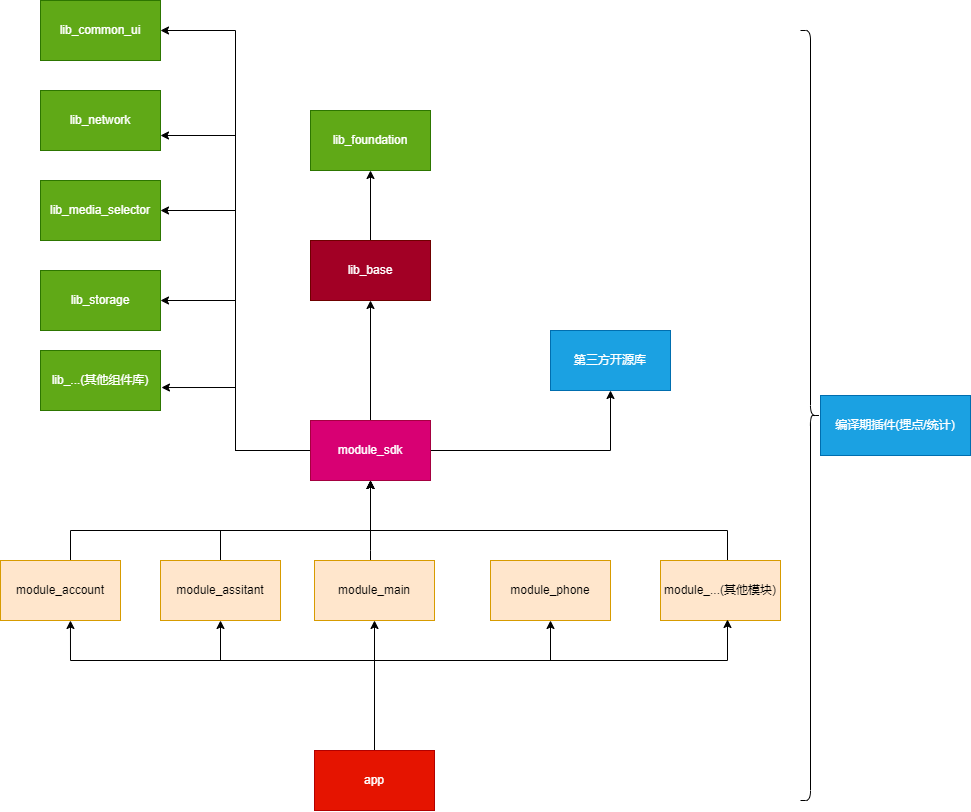 lib_common_ui
lib_network
lib_foundation
lib_media_selector
lib_base
lib_storage
第三方开源库
lib_...(其他组件库)
编译期插件(埋点/统计)
module_sdk
module_account
module_assitant
module_main
module_phone
module_...(其他模块)
app